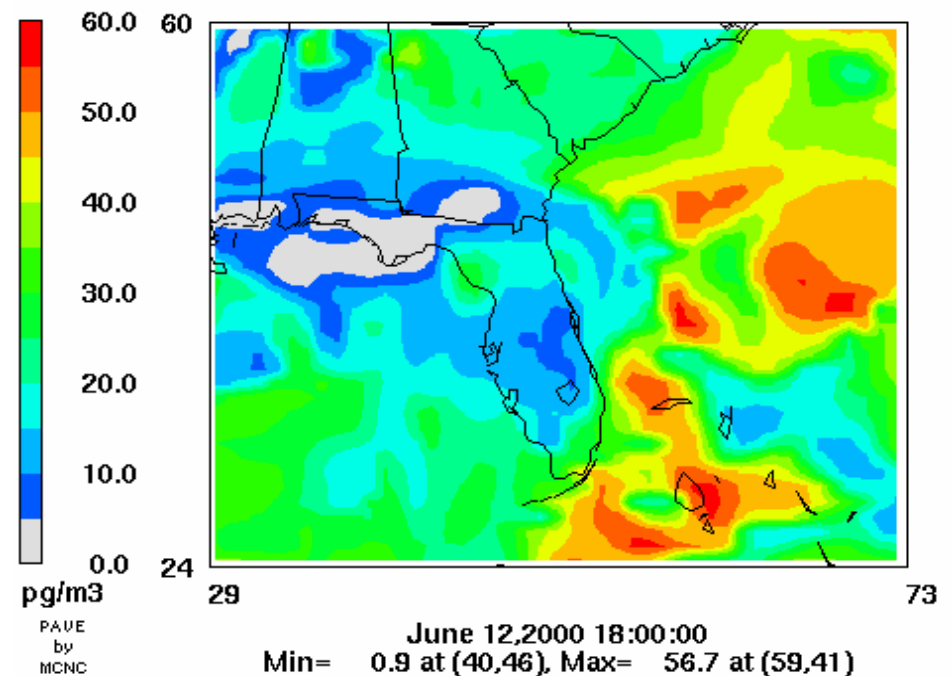 60.0
50.0
40.0
30.0
20.0
10.0
0.0
pg/m3
PAVE
by
MCNC
60
24
29
73
June 12,2000 18:00:00
Min= 0.9 at (40,46), Max= 56.7 at (59,41)